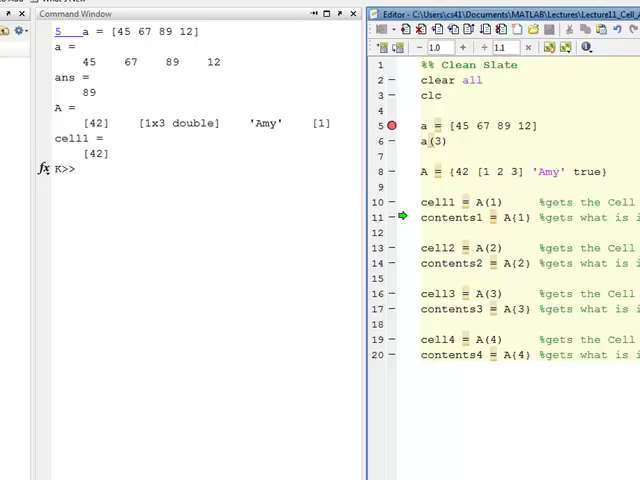 What's New
Command Window
5   a = [45 67 89 12]
a =
45    67    89    12
ans =
89
A =
[42]    [1x3 double]    'Amy'    [1]
cell1 =
[42]
fx K>>
Editor - C:\Users\cs41\Documents\MATLAB\Lectures\Lecture11_Cell_A
1.0
1.1
1 %% Clean Slate
2 clear all
3 clc
4
5 a = [45 67 89 12]
6 a(3)
7
8 A = {42 [1 2 3] 'Amy' true}
9
10 cell1 = A(1)    %gets the Cell
11 contents1 = A{1} %gets what is i
12
13 cell2 = A(2)    %gets the Cell
14 contents2 = A{2} %gets what is i
15
16 cell3 = A(3)    %gets the Cell
17 contents3 = A{3} %gets what is i
18
19 cell4 = A(4)    %gets the Cell
20 contents4 = A{4} %gets what is i